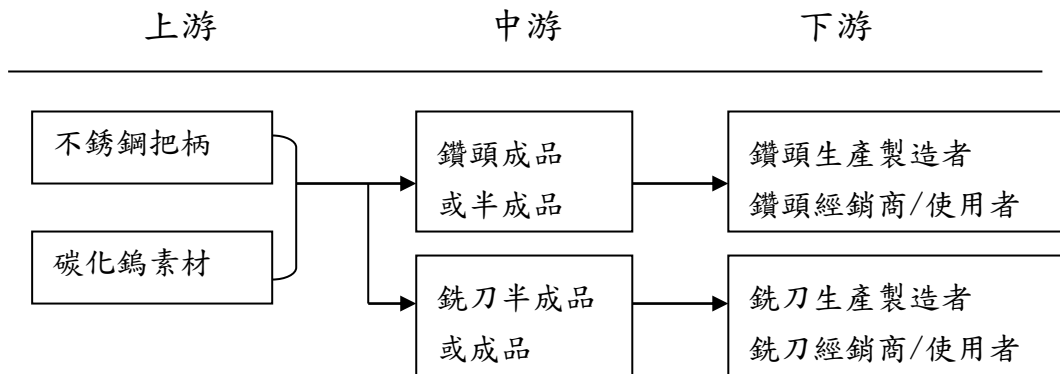 上游 中游 下游
不銹鋼把柄
碳化鎢素材
鑽頭成品
或半成品
銑刀半成品
或成品
鑽頭生產製造者
鑽頭經銷商/使用者
銑刀生產製造者
銑刀經銷商/使用者